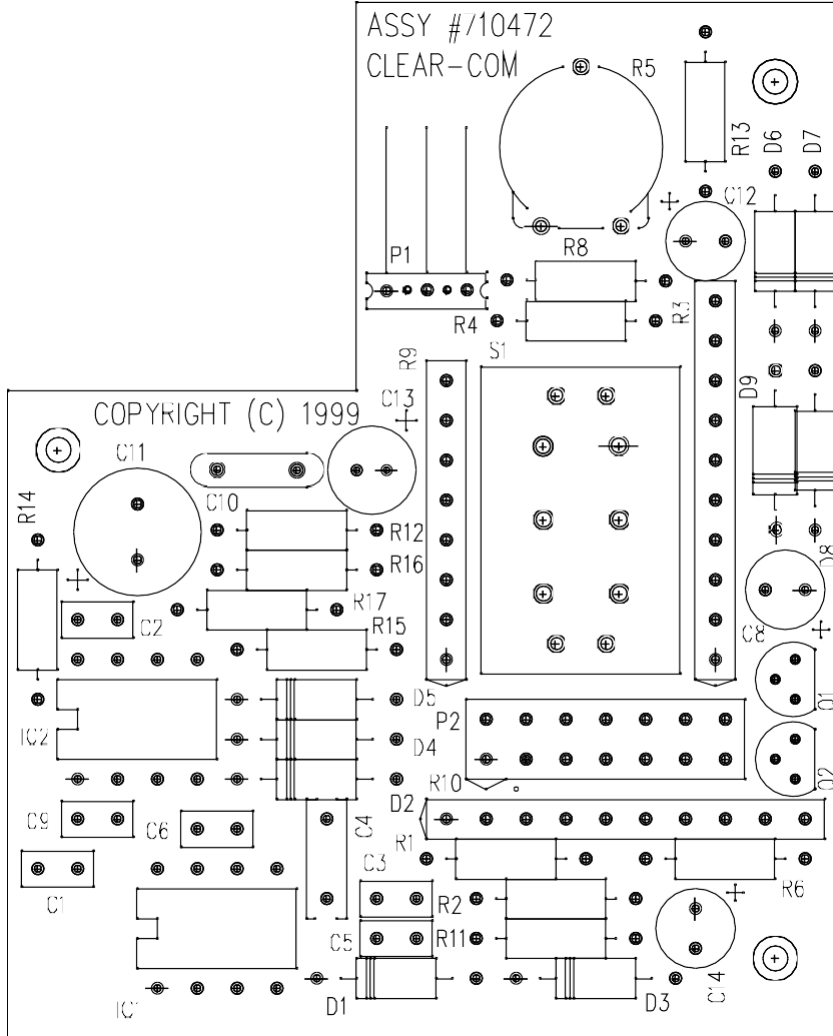 ASSY #710472
CLEAR-COM
R5
R13
D6
D7
C12
P1
R8
R4
R3
S1
R9
D9
COPYRIGHT (C) 1999
C13
C11
C10
R14
R12
R16
R17
R15
C2
D8
C8
D5
D4
IC2
P2
Q1
Q2
R10
D2
C9
C6
C4
R1
C3
C1
R2
R6
C5
R11
IC1
D1
D3
C14